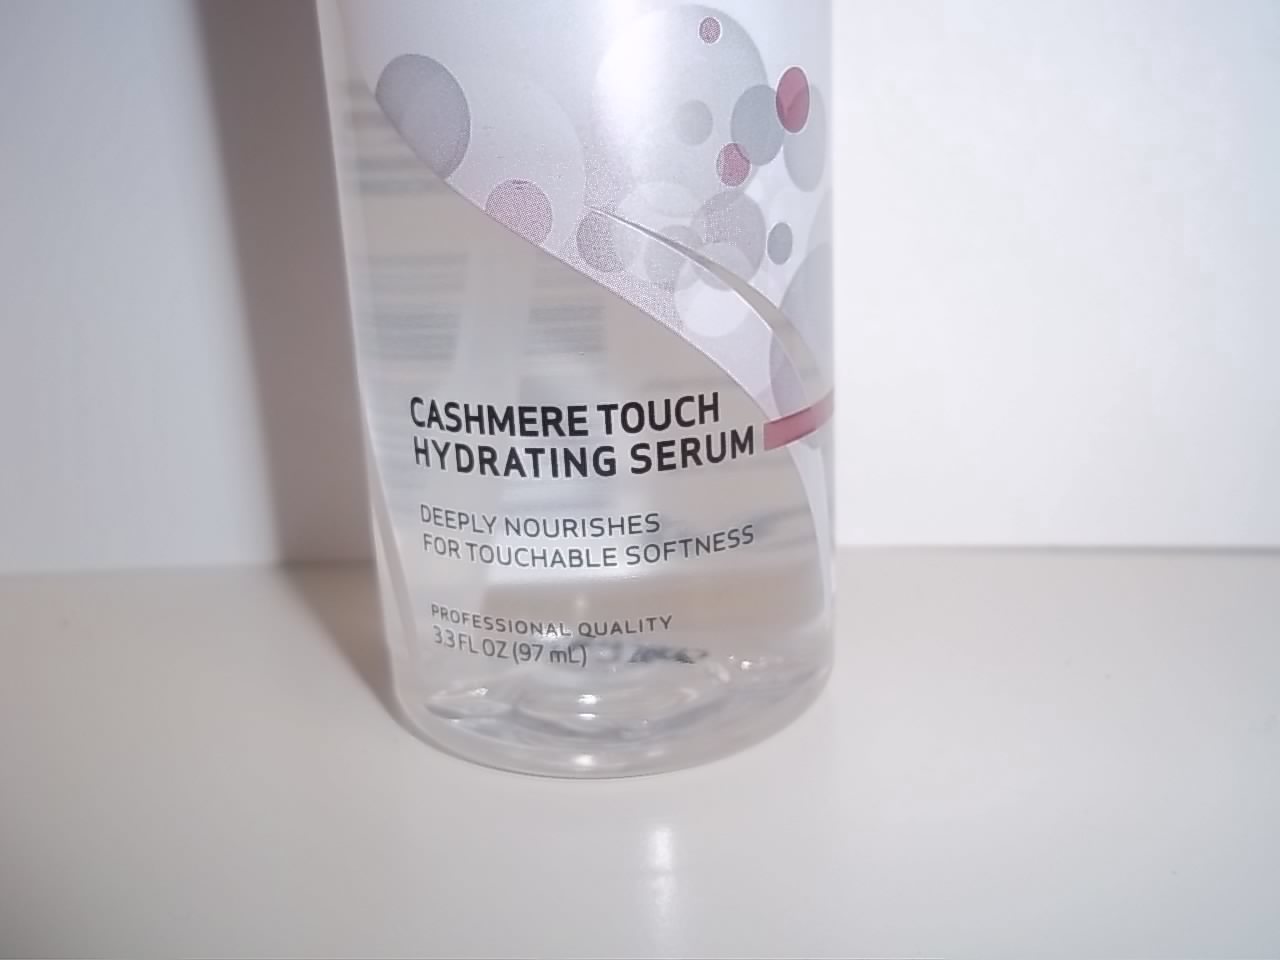 CASHMERE TOUCH
HYDRATING SERUM
DEEPLY NOURISHES
FOR TOUCHABLE SOFTNESS
PROFESSIONAL QUALITY
3.3 FL OZ (97 mL)